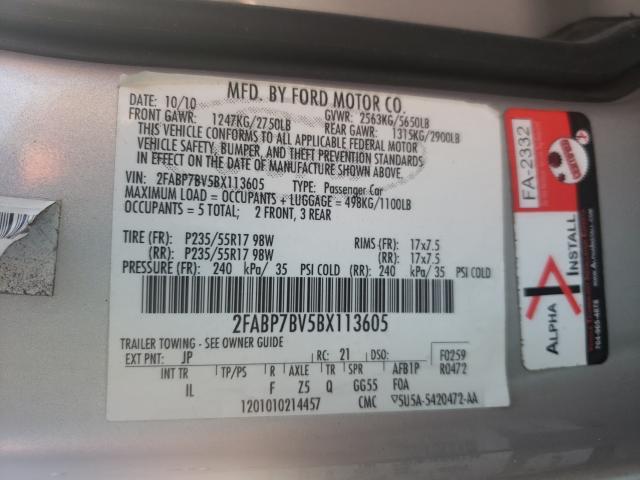 MFD. BY FORD MOTOR CO.
DATE: 10/10 GVWR: 2563KG/5650LB
FRONT GAWR: 1247KG/2750LB REAR GAWR: 1315KG/2900LB
THIS VEHICLE CONFORMS TO ALL APPLICABLE FEDERAL MOTOR
VEHICLE SAFETY, BUMPER, AND THEFT PREVENTION STANDARDS
IN EFFECT ON THE DATE OF MANUFACTURE SHOWN ABOVE.
VIN: 2FABP7BV5BX113605 TYPE: Passenger Car
MAXIMUM LOAD = OCCUPANTS + LUGGAGE = 498KG/1100LB
OCCUPANTS = 5 TOTAL; 2 FRONT, 3 REAR
TIRE (FR): P235/55R17 98W RIMS (FR): 17x7.5
(RR): P235/55R17 98W (RR): 17x7.5
PRESSURE (FR): 240 kPa/ 35 PSI COLD (RR): 240 kPa/ 35 PSI COLD
2FABP7BV5BX113605
TRAILER TOWING - SEE OWNER GUIDE
EXT PNT: JP RC: 21 DSO: F0259
INT TR TP/PS R AXLE TR SPR AFB1P R0472
IL F Z5 Q GG55 F0A
1201010214457 CMC 5U5A-5420472-AA
FA-2332
ALPHA INSTALL
704-965-4878